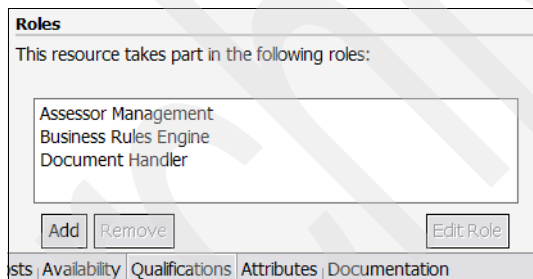 Roles
This resource takes part in the following roles:
Assessor Management
Business Rules Engine
Document Handler
Add Remove Edit Role
osts Availability Qualifications Attributes Documentation